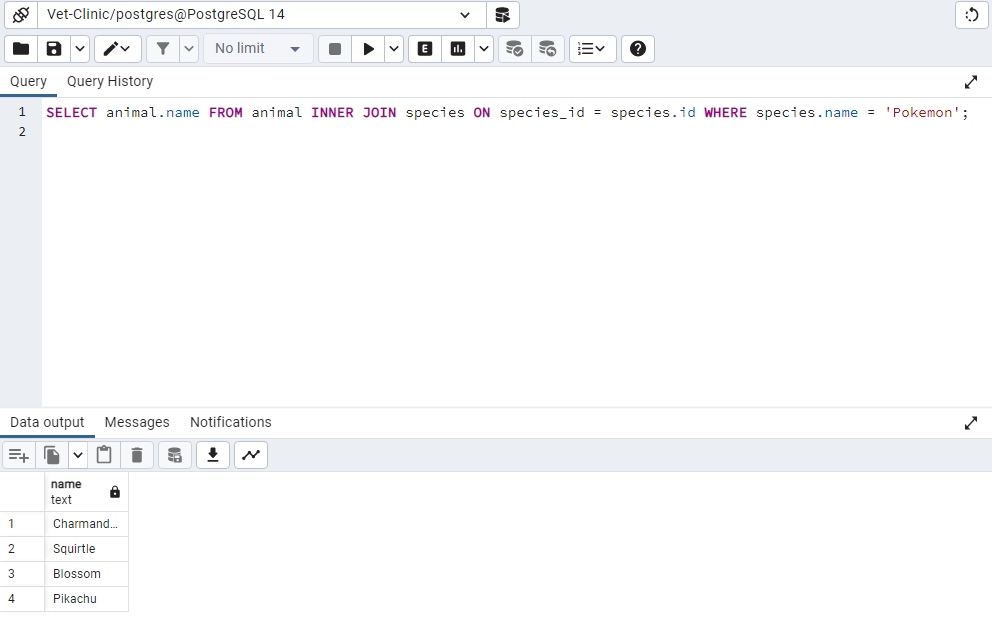 Vet-Clinic/postgres@PostgreSQL 14
No limit
E
Query Query History
1 SELECT animal.name FROM animal INNER JOIN species ON species_id = species.id WHERE species.name = 'Pokemon';
2
Data output Messages Notifications
name
text
1 Charmand...
2 Squirtle
3 Blossom
4 Pikachu